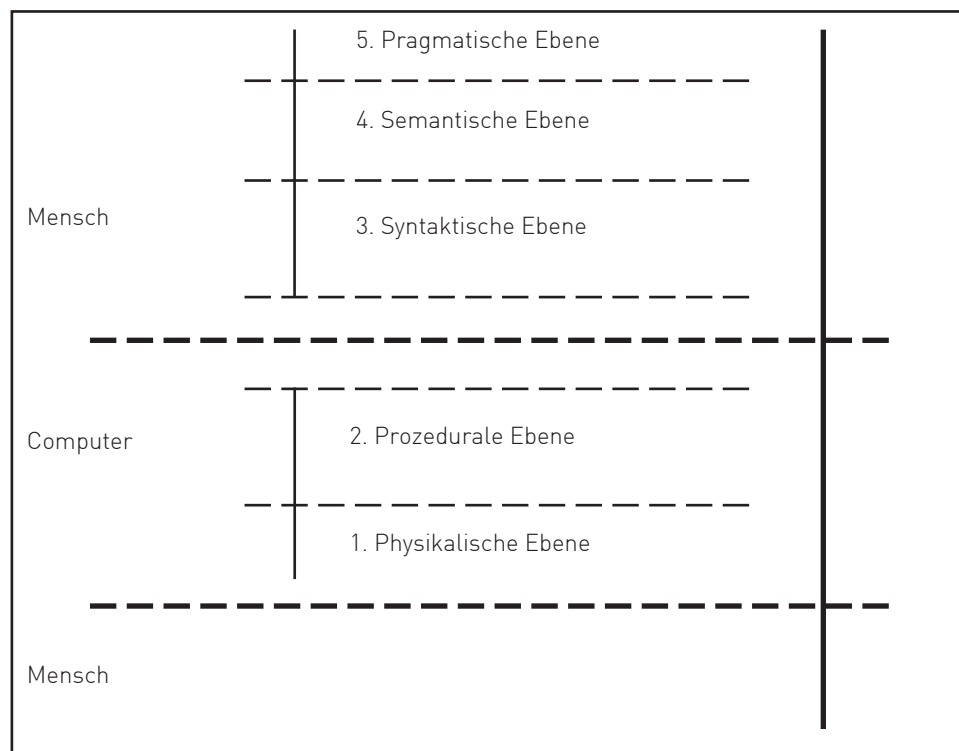 5. Pragmatische Ebene
4. Semantische Ebene
Mensch
3. Syntaktische Ebene
Computer
2. Prozedurale Ebene
1. Physikalische Ebene
Mensch